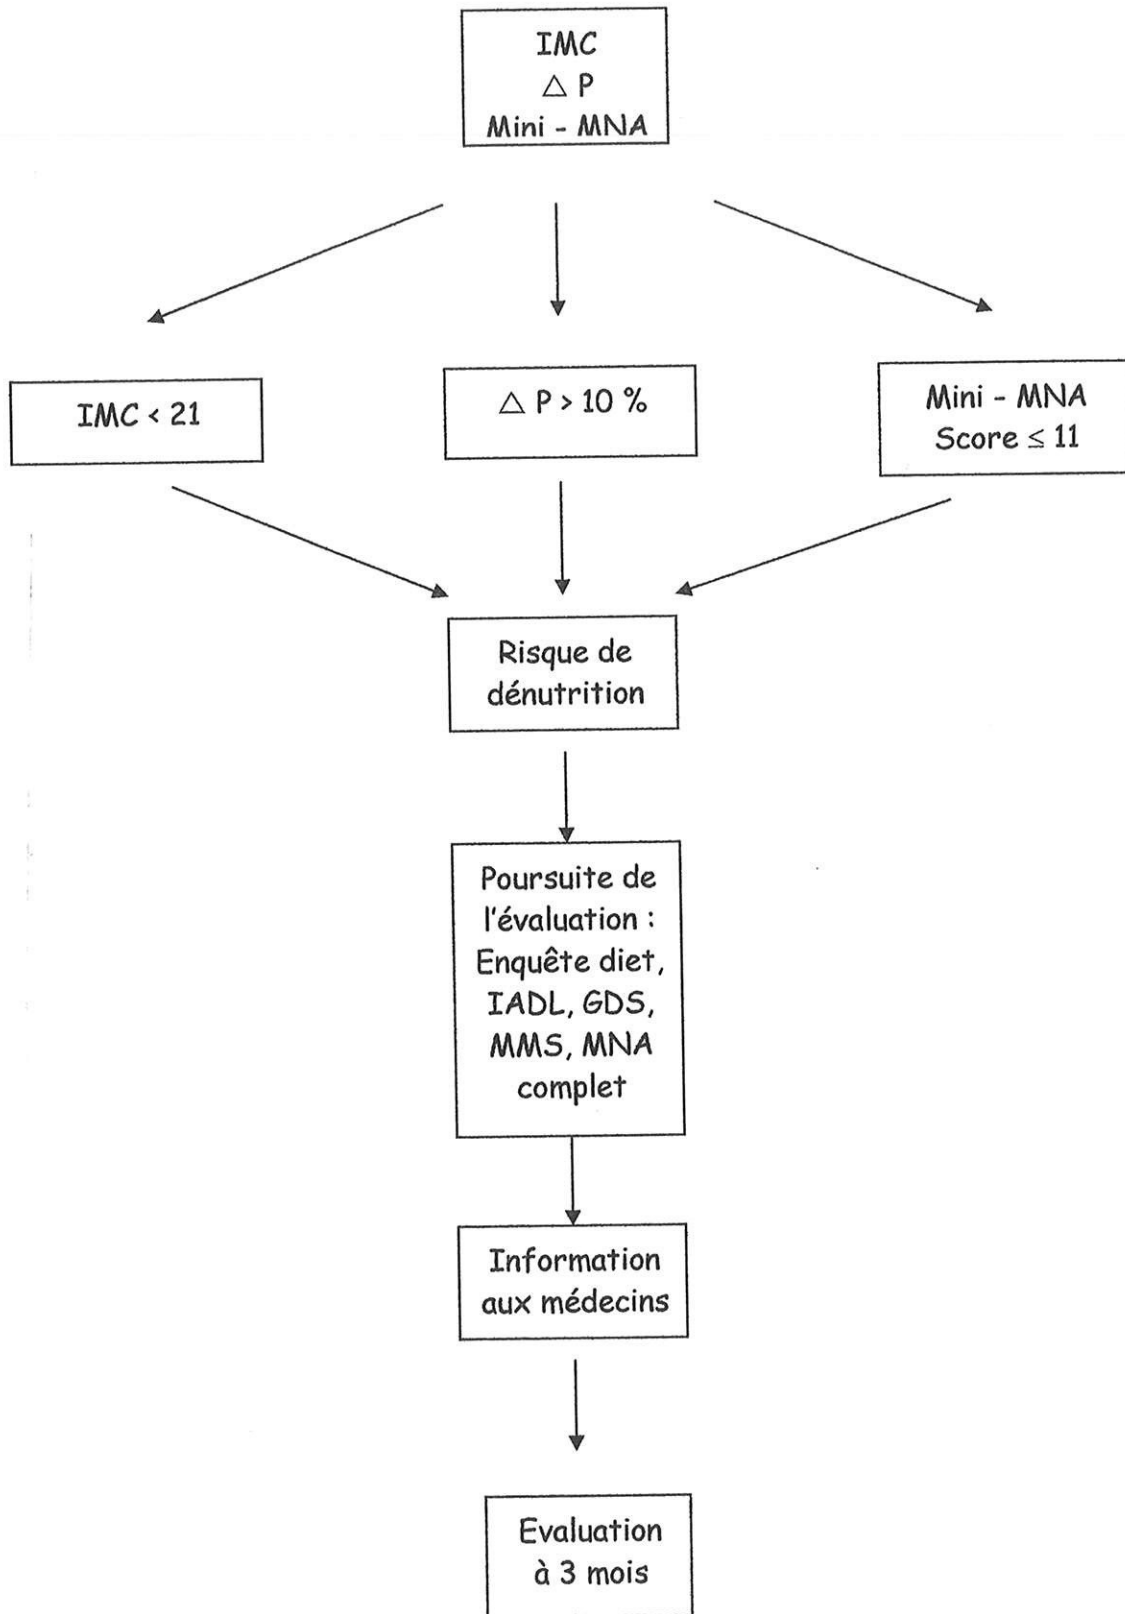 IMC
△ P
Mini - MNA
IMC < 21
△ P > 10 %
Mini - MNA
Score ≤ 11
Risque de
dénutrition
Poursuite de
l'évaluation :
Enquête diet,
IADL, GDS,
MMS, MNA
complet
Information
aux médecins
Evaluation
à 3 mois